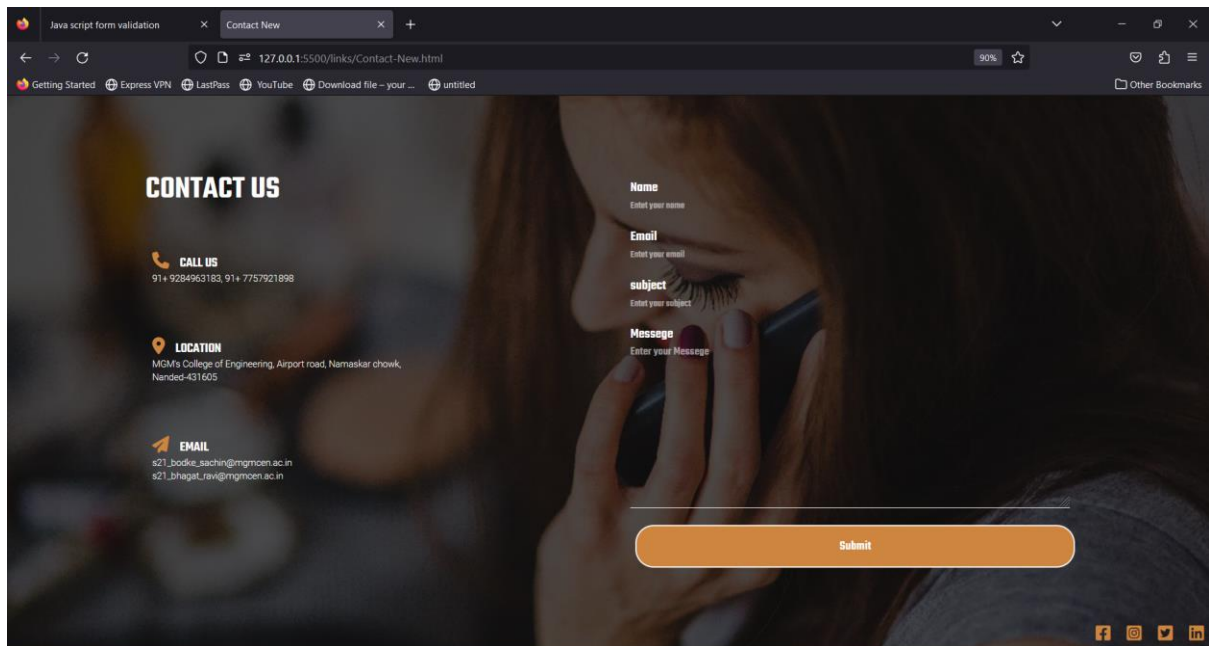 Java script form validation
Contact New
127.0.0.1:5500/links/Contact-New.html
90%
Getting Started
Express VPN
LastPass
YouTube
Download file – your ...
untitled
Other Bookmarks
CONTACT US
CALL US
91+ 9284963183, 91+ 7757921898
LOCATION
MGM's College of Engineering, Airport road, Namaskar chowk,
Nanded-431605
EMAIL
s21_bodke_sachin@mgmcen.ac.in
s21_bhagat_ravi@mgmcen.ac.in
Name
Entet your name
Email
Entet your email
subject
Entet your subject
Messege
Enter your Messege
Submit